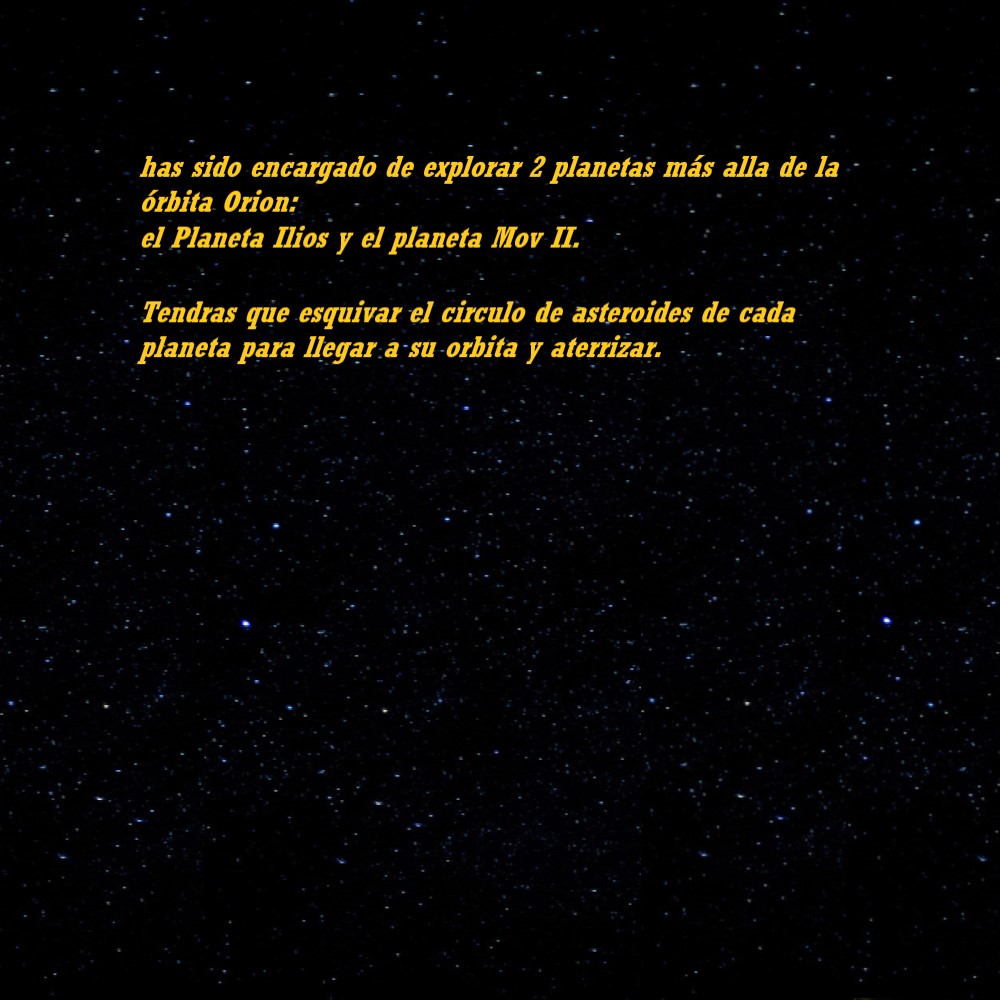 has sido encargado de explorar 2 planetas más alla de la
órbita Orion:
el Planeta Ilios y el planeta Mov II.
Tendras que esquivar el circulo de asteroides de cada
planeta para llegar a su orbita y aterrizar.